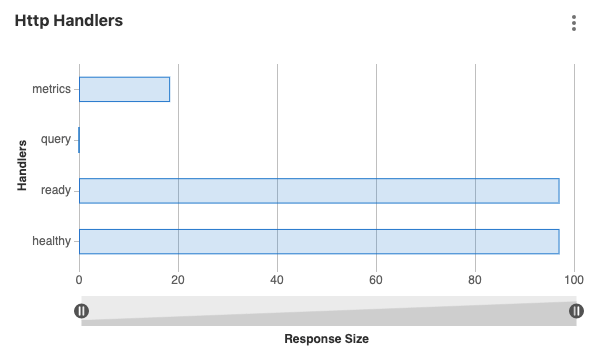 Http Handlers
Handlers
metrics
query
ready
healthy
0 20 40 60 80 100
Response Size